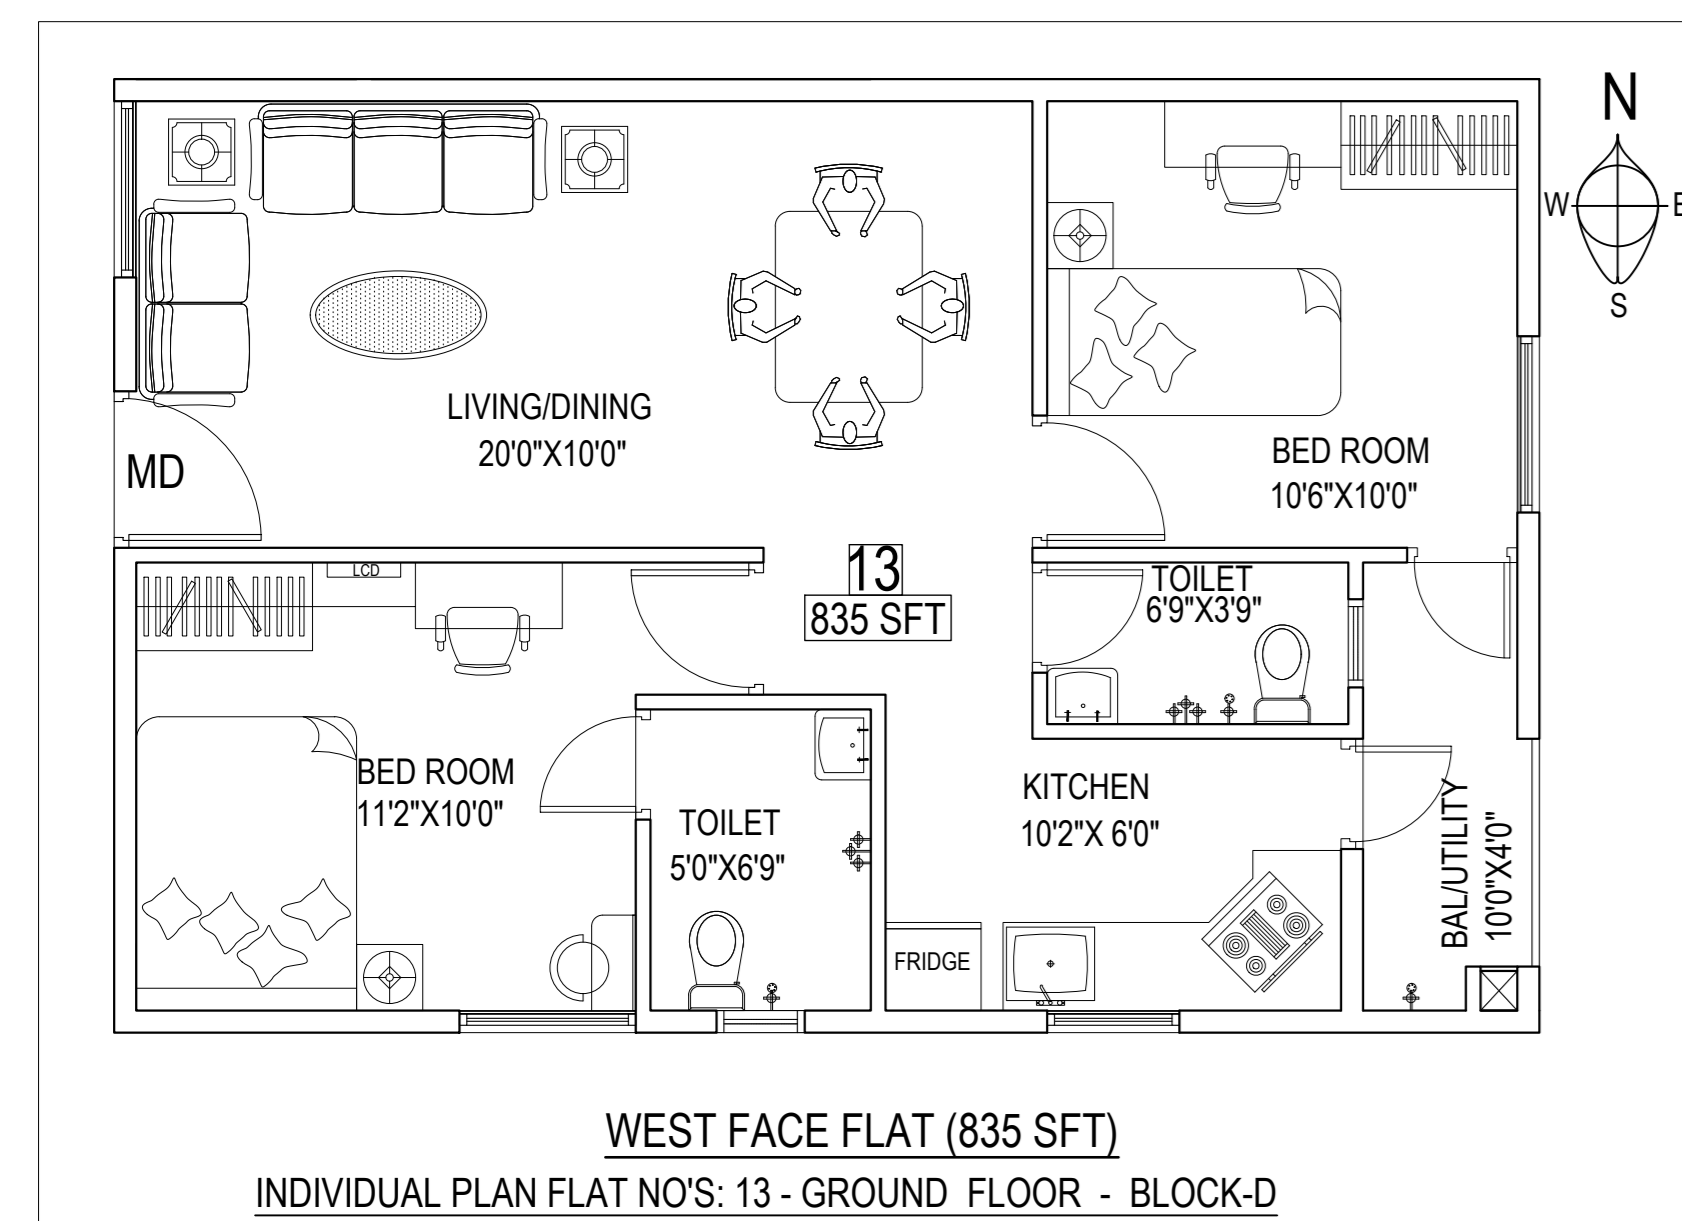 N
W
E
S
LIVING/DINING
20'0"X10'0"
MD
BED ROOM
10'6"X10'0"
LCD
13
835 SFT
TOILET
6'9"X3'9"
BED ROOM
11'2"X10'0"
TOILET
5'0"X6'9"
KITCHEN
10'2"X 6'0"
BAL/UTILITY
10'0"X4'0"
FRIDGE
WEST FACE FLAT (835 SFT)
INDIVIDUAL PLAN FLAT NO'S: 13 - GROUND FLOOR - BLOCK-D